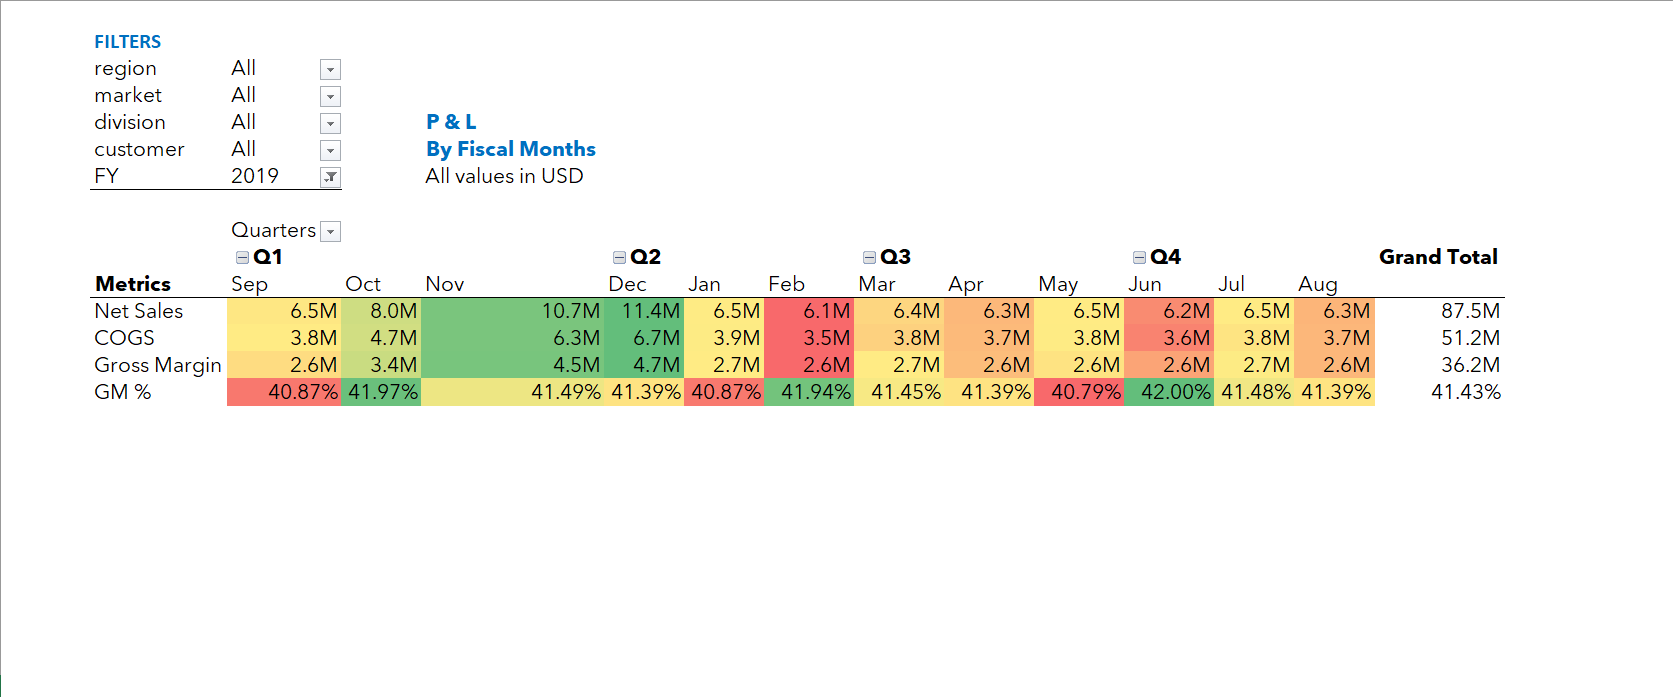 FILTERS
region All
market All
division All
customer All
FY 2019
P & L
By Fiscal Months
All values in USD
Quarters
Q1 Q2 Q3 Q4 Grand Total
Metrics Sep Oct Nov Dec Jan Feb Mar Apr May Jun Jul Aug
Net Sales 6.5M 8.0M 10.7M 11.4M 6.5M 6.1M 6.4M 6.3M 6.5M 6.2M 6.5M 6.3M 87.5M
COGS 3.8M 4.7M 6.3M 6.7M 3.9M 3.5M 3.8M 3.7M 3.8M 3.6M 3.8M 3.7M 51.2M
Gross Margin 2.6M 3.4M 4.5M 4.7M 2.7M 2.6M 2.7M 2.6M 2.6M 2.6M 2.7M 2.6M 36.2M
GM % 40.87% 41.97% 41.49% 41.39% 40.87% 41.94% 41.45% 41.39% 40.79% 42.00% 41.48% 41.39% 41.43%